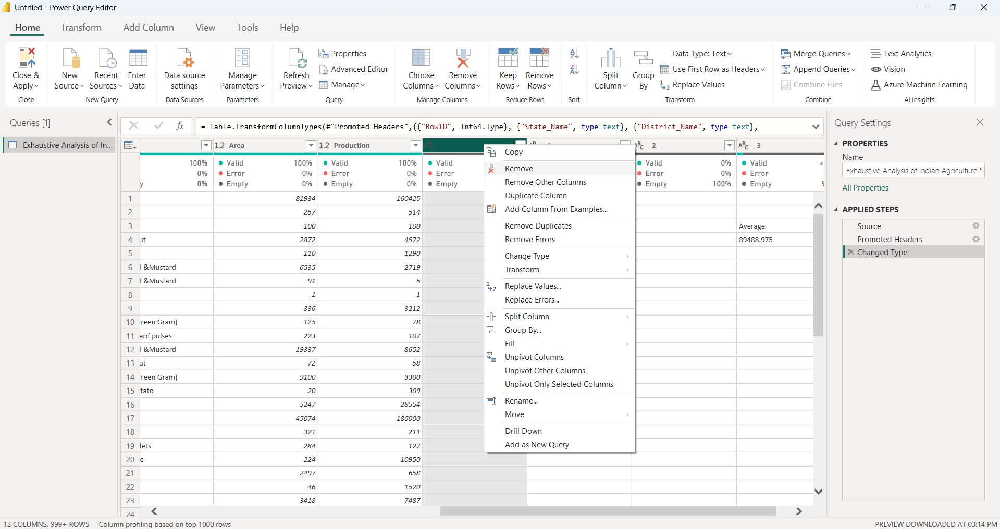 Untitled - Power Query Editor
Home Transform Add Column View Tools Help
Close & Apply
Close
New Source
Recent Sources
Enter Data
New Query
Data source settings
Data Sources
Manage Parameters
Parameters
Refresh Preview
Properties
Advanced Editor
Manage
Query
Choose Columns
Remove Columns
Manage Columns
Keep Rows
Remove Rows
Reduce Rows
Sort
Split Column
Group By
Data Type: Text
Use First Row as Headers
Replace Values
Transform
Merge Queries
Append Queries
Combine Files
Combine
Text Analytics
Vision
Azure Machine Learning
AI Insights
Queries [1]
Exhaustive Analysis of In...
fx
= Table.TransformColumnTypes(#"Promoted Headers",{{"RowID", Int64.Type}, {"State_Name", type text}, {"District_Name", type text},
1.2 Area 1.2 Production ABC _2 ABC _3
100% Valid 100% Valid 100% Valid Valid 0% Valid
0% Error 0% Error 0% Error Error 0% Error
y 0% Empty 0% Empty 0% Empty Empty 100% Empty
1 81934 160425
2 257 514
3 100 100 Average
4 ut 2872 4572 89488.975
5 110 1290
6 d &Mustard 6535 2719
7 d &Mustard 91 6
8 1 1
9 336 3212
10 reen Gram) 125 78
11 arif pulses 223 107
12 d &Mustard 19337 8652
13 ut 72 58
14 reen Gram) 9100 3300
15 tato 20 309
16 5247 28554
17 45074 186000
18 321 211
19 lets 284 127
20 e 224 10950
21 2497 658
22 46 1520
23 3418 7487
24
Copy
Remove
Remove Other Columns
Duplicate Column
Add Column From Examples...
Remove Duplicates
Remove Errors
Change Type
Transform
Replace Values...
Replace Errors...
Split Column
Group By...
Fill
Unpivot Columns
Unpivot Other Columns
Unpivot Only Selected Columns
Rename...
Move
Drill Down
Add as New Query
Query Settings
PROPERTIES
Name
Exhaustive Analysis of Indian Agriculture S
All Properties
APPLIED STEPS
Source
Promoted Headers
Changed Type
12 COLUMNS, 999+ ROWS Column profiling based on top 1000 rows
PREVIEW DOWNLOADED AT 03:14 PM